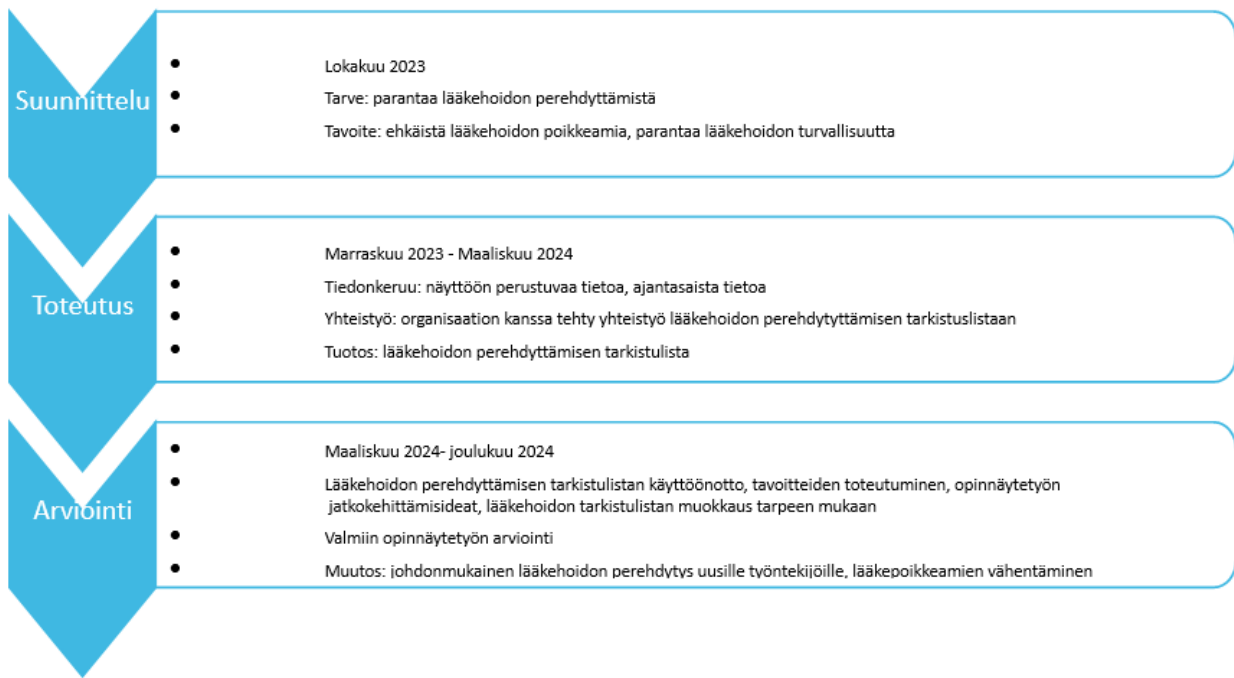 Suunnittelu
• Lokakuu 2023
• Tarve: parantaa lääkehoidon perehdyttämistä
• Tavoite: ehkäistä lääkehoidon poikkeamia, parantaa lääkehoidon turvallisuutta
Toteutus
• Marraskuu 2023 - Maaliskuu 2024
• Tiedonkeruu: näyttöön perustuvaa tietoa, ajantasaista tietoa
• Yhteistyö: organisaation kanssa tehty yhteistyö lääkehoidon perehdytyttämisen tarkistuslistaan
• Tuotos: lääkehoidon perehdyttämisen tarkistulista
Arviointi
• Maaliskuu 2024- joulukuu 2024
• Lääkehoidon perehdyttämisen tarkistulistan käyttöönotto, tavoitteiden toteutuminen, opinnäytetyön
jatkokehittämisideat, lääkehoidon tarkistulistan muokkaus tarpeen mukaan
• Valmiin opinnäytetyön arviointi
• Muutos: johdonmukainen lääkehoidon perehdytys uusille työntekijöille, lääkepoikkeamien vähentäminen